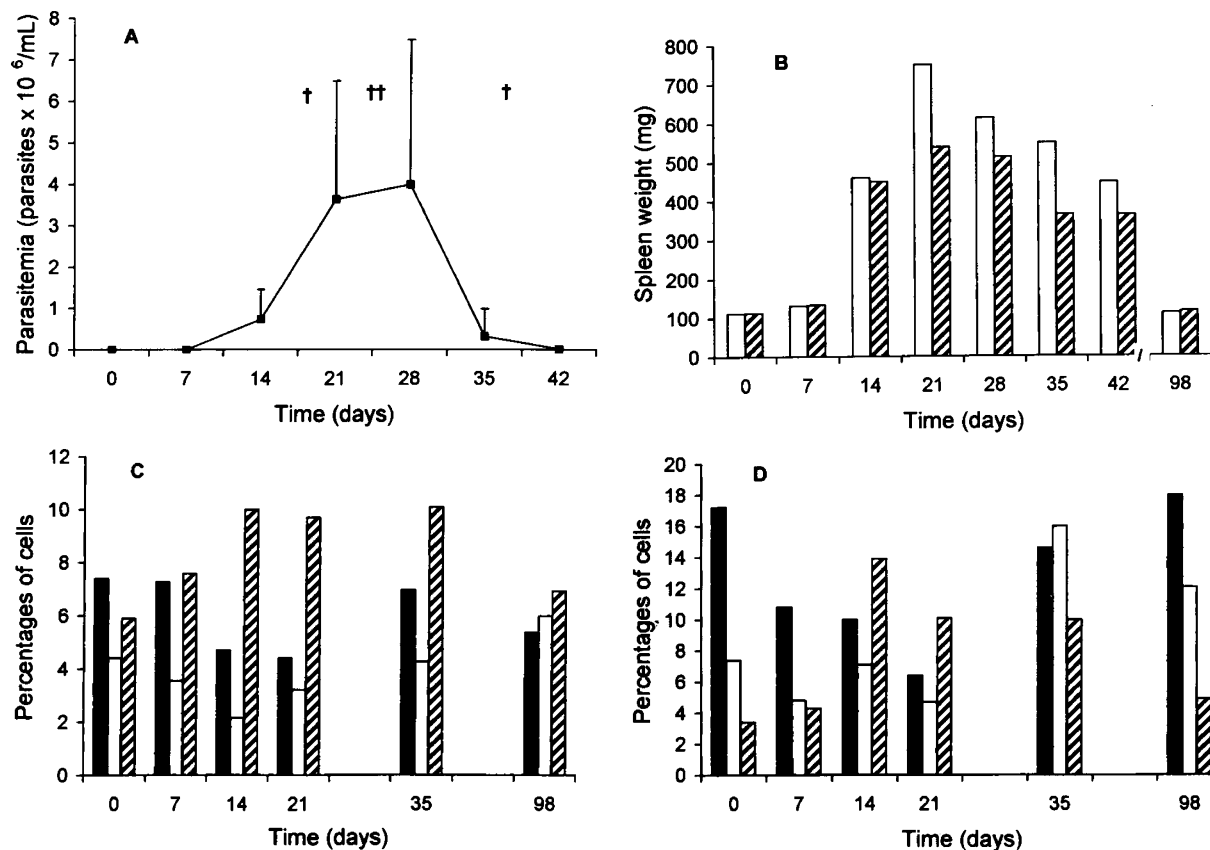 A
Parasitemia (parasites x 10 6/mL)
8
7
6
5
4
3
2
1
0
† †† †
0 7 14 21 28 35 42
Time (days)
B
Spleen weight (mg)
800
700
600
500
400
300
200
100
0
0 7 14 21 28 35 42 / 98
Time (days)
C
Percentages of cells
12
10
8
6
4
2
0
0 7 14 21 35 98
Time (days)
D
Percentages of cells
20
18
16
14
12
10
8
6
4
2
0
0 7 14 21 35 98
Time (days)